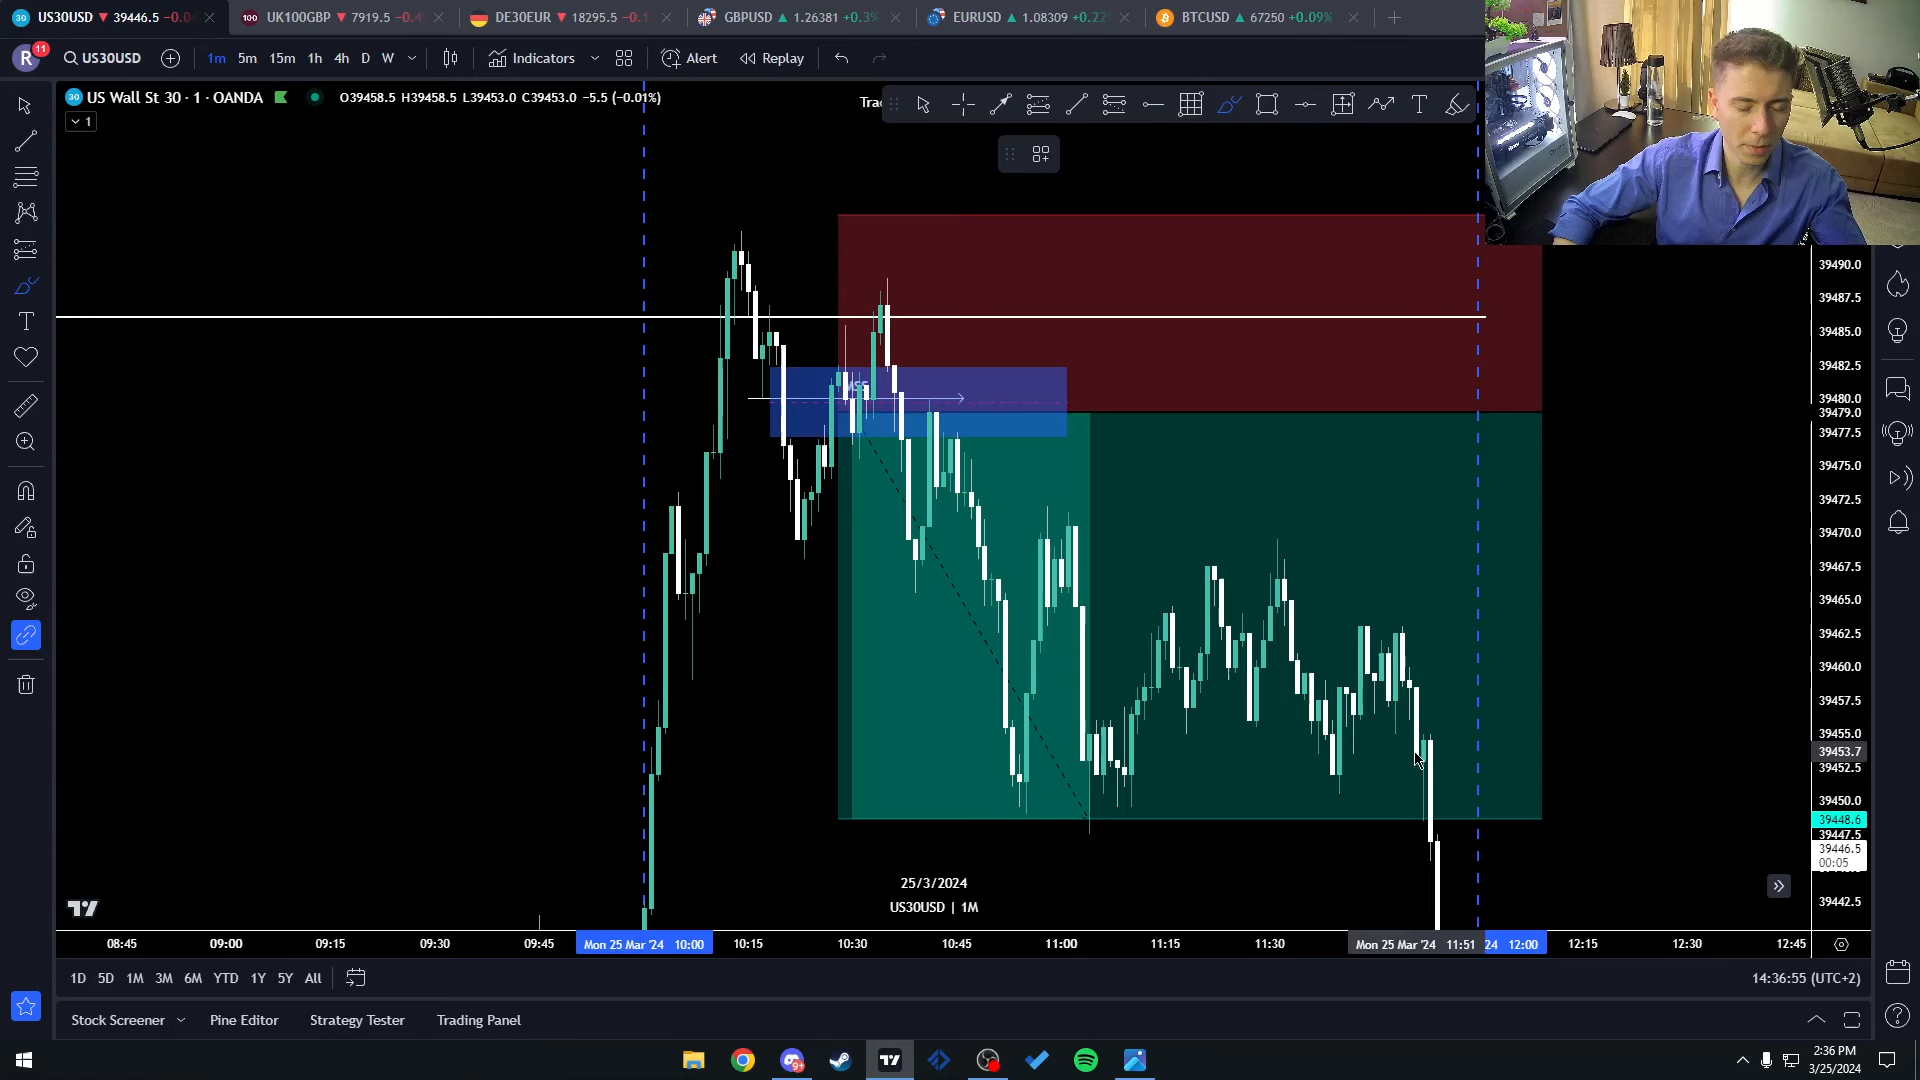 US30USD ▼ 39446.5 −0.0
UK100GBP ▼ 7919.5 −0.4
DE30EUR ▼ 18295.5 −0.1
GBPUSD ▲ 1.26381 +0.3%
EURUSD ▲ 1.08309 +0.22
BTCUSD ▲ 67250 +0.09%
R 11 US30USD 1m 5m 15m 1h 4h D W Indicators Alert Replay
30 US Wall St 30 · 1 · OANDA O39458.5 H39458.5 L39453.0 C39453.0 −5.5 (−0.01%)
Tra
1
MSS
39490.0
39487.5
39485.0
39482.5
39480.0
39479.0
39477.5
39475.0
39472.5
39470.0
39467.5
39465.0
39462.5
39460.0
39457.5
39455.0
39453.7
39452.5
39450.0
39448.6
39447.5
39446.5
00:05
39442.5
25/3/2024
US30USD | 1M
08:45 09:00 09:15 09:30 09:45 Mon 25 Mar '24 10:00 10:15 10:30 10:45 11:00 11:15 11:30 Mon 25 Mar '24 11:51 24 12:00 12:15 12:30 12:45
1D 5D 1M 3M 6M YTD 1Y 5Y All 14:36:55 (UTC+2)
Stock Screener Pine Editor Strategy Tester Trading Panel
2:36 PM
3/25/2024